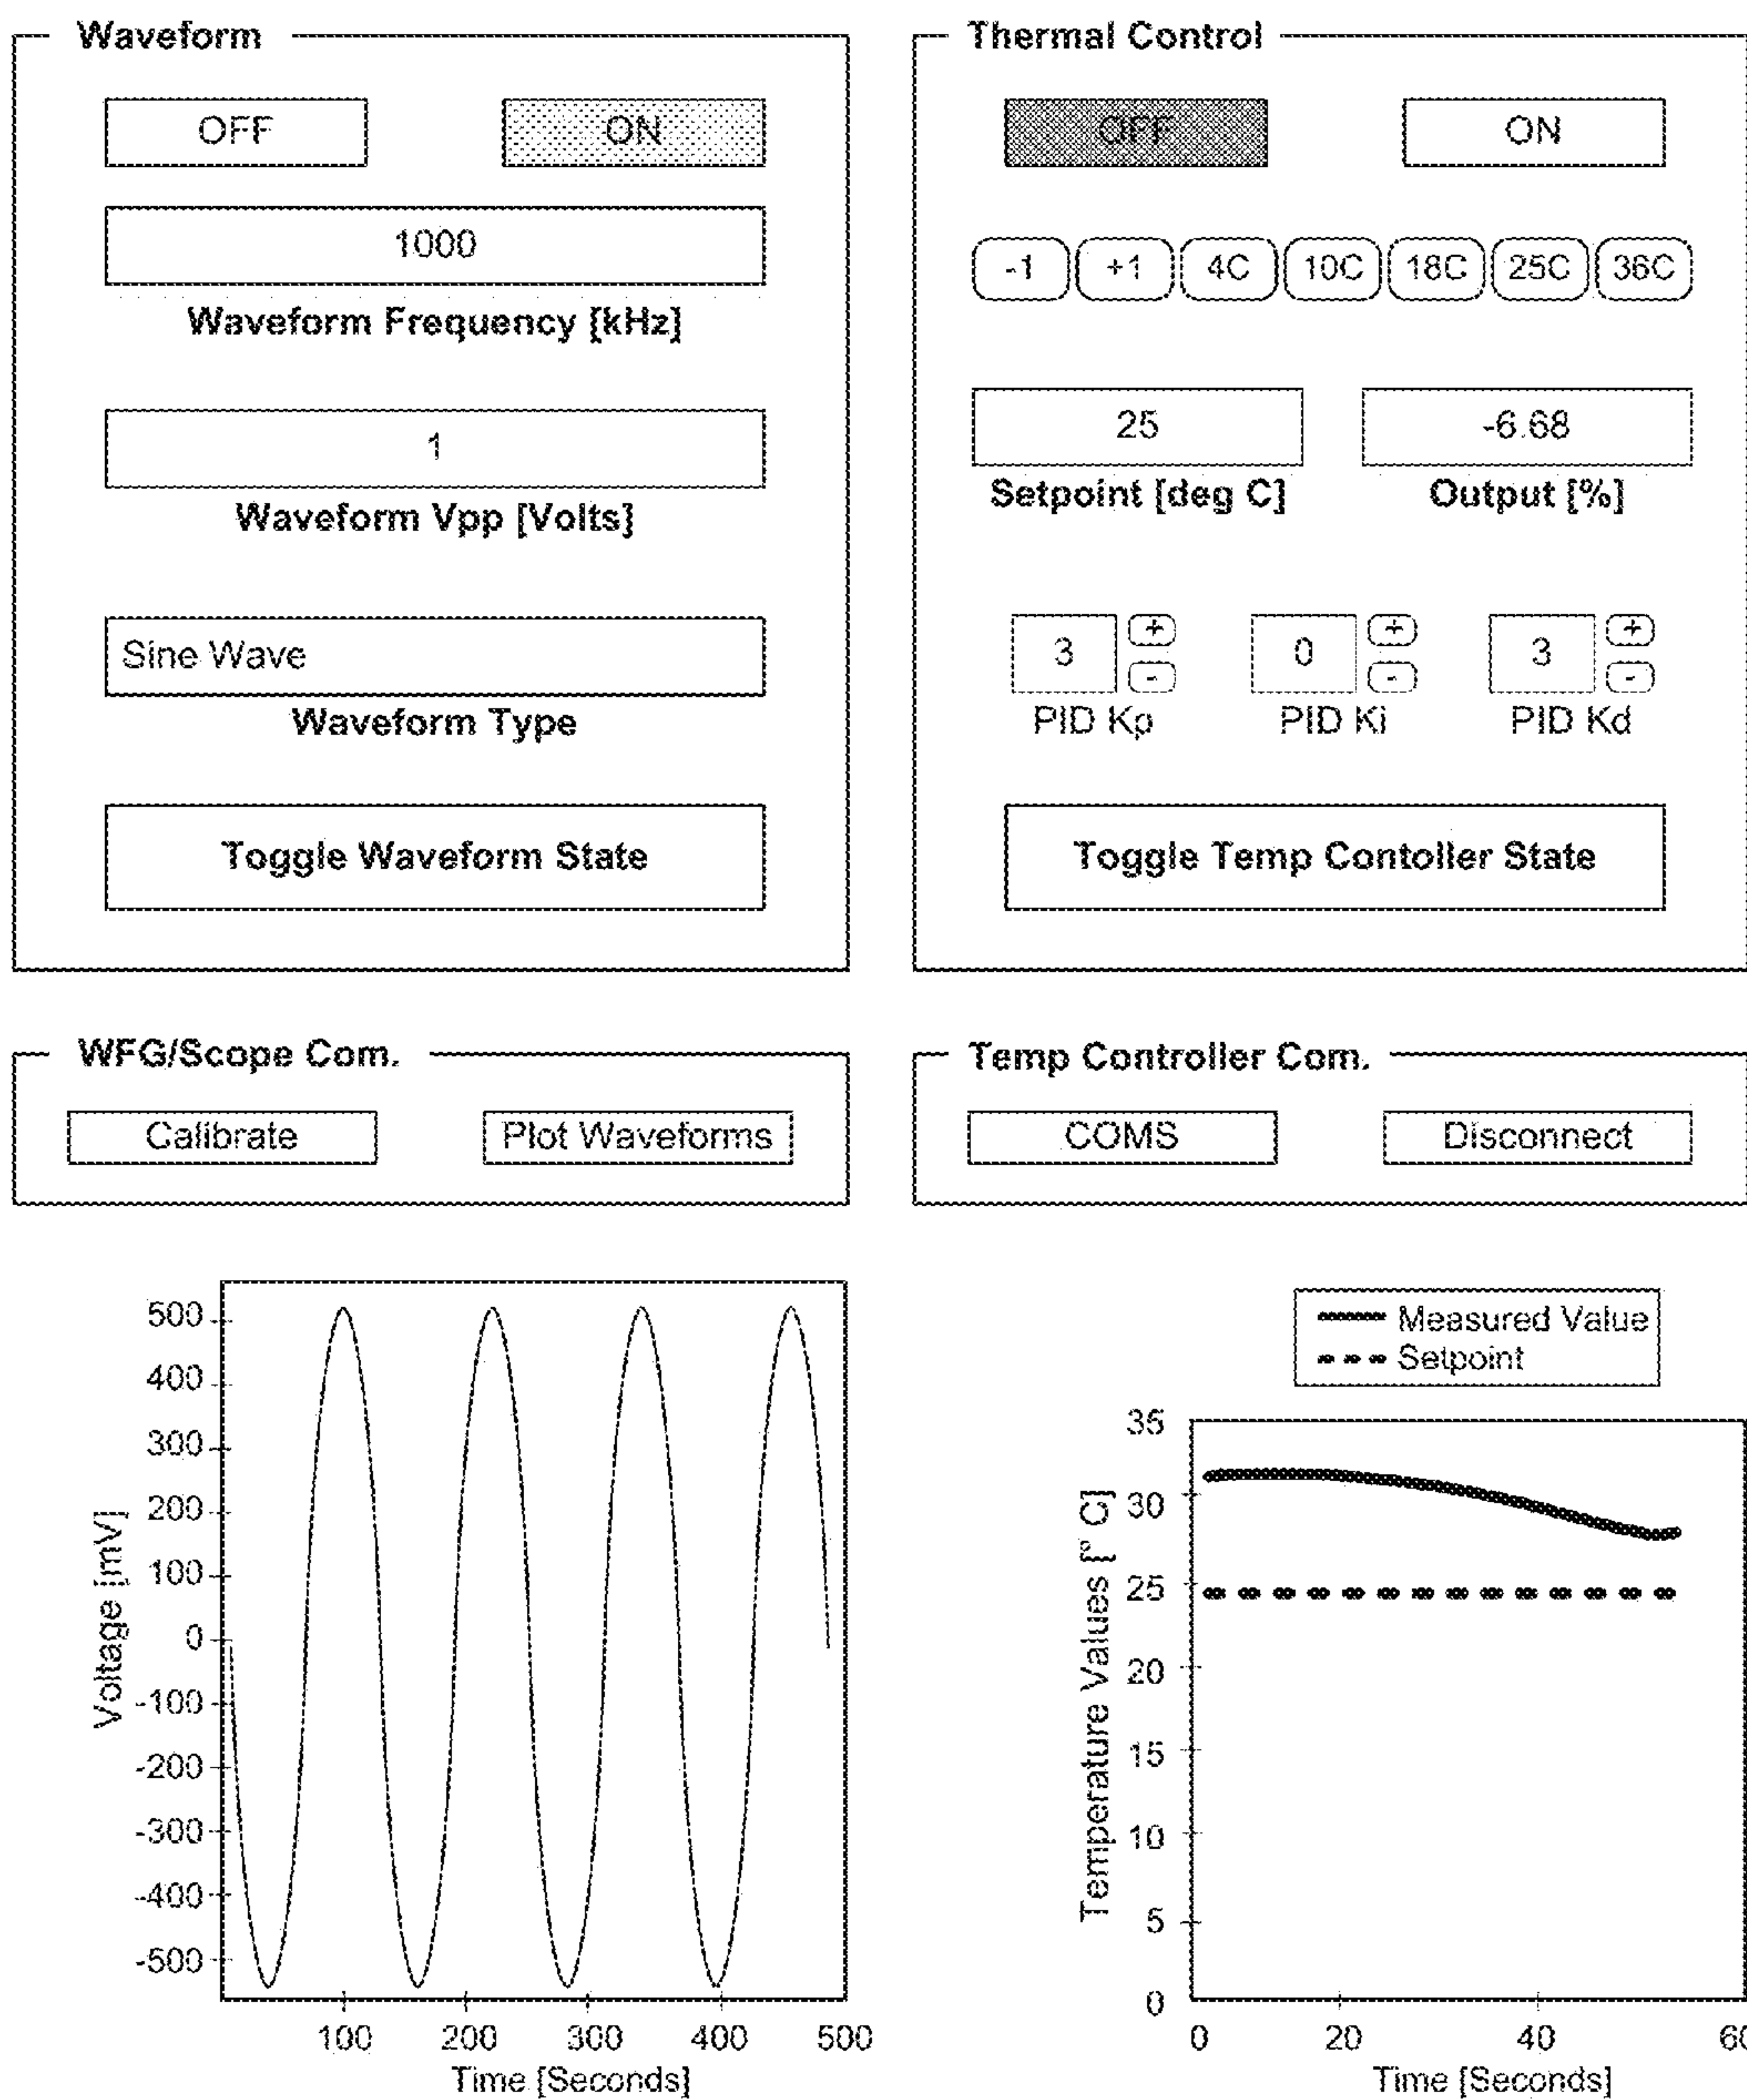 Waveform
OFF
ON
1000
Waveform Frequency [kHz]
1
Waveform Vpp [Volts]
Sine Wave
Waveform Type
Toggle Waveform State
Thermal Control
OFF
ON
-1
+1
4C
10C
18C
25C
36C
25
-6.68
Setpoint [deg C]
Output [%]
3
+
-
0
+
-
3
+
-
PID Kp
PID Ki
PID Kd
Toggle Temp Contoller State
WFG/Scope Com.
Calibrate
Plot Waveforms
Temp Controller Com.
COMS
Disconnect
500
400
300
200
100
0
-100
-200
-300
-400
-500
Voltage [mV]
100
200
300
400
500
Time [Seconds]
Measured Value
Setpoint
35
30
25
20
15
10
5
0
Temperature Values [° C]
0
20
40
60
Time [Seconds]